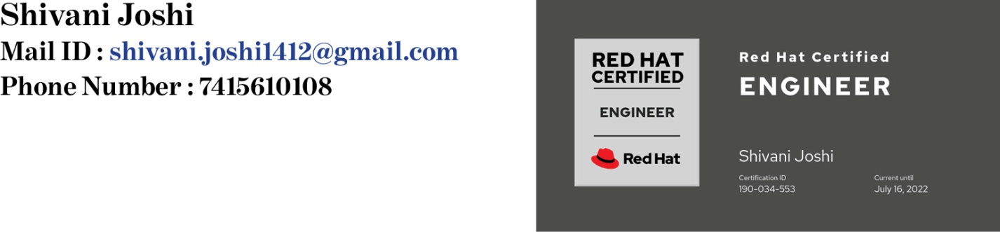 Shivani Joshi
Mail ID : shivani.joshi1412@gmail.com
Phone Number : 7415610108
RED HAT
CERTIFIED
ENGINEER
Red Hat
Red Hat Certified
ENGINEER
Shivani Joshi
Certification ID
190-034-553
Current until
July 16, 2022